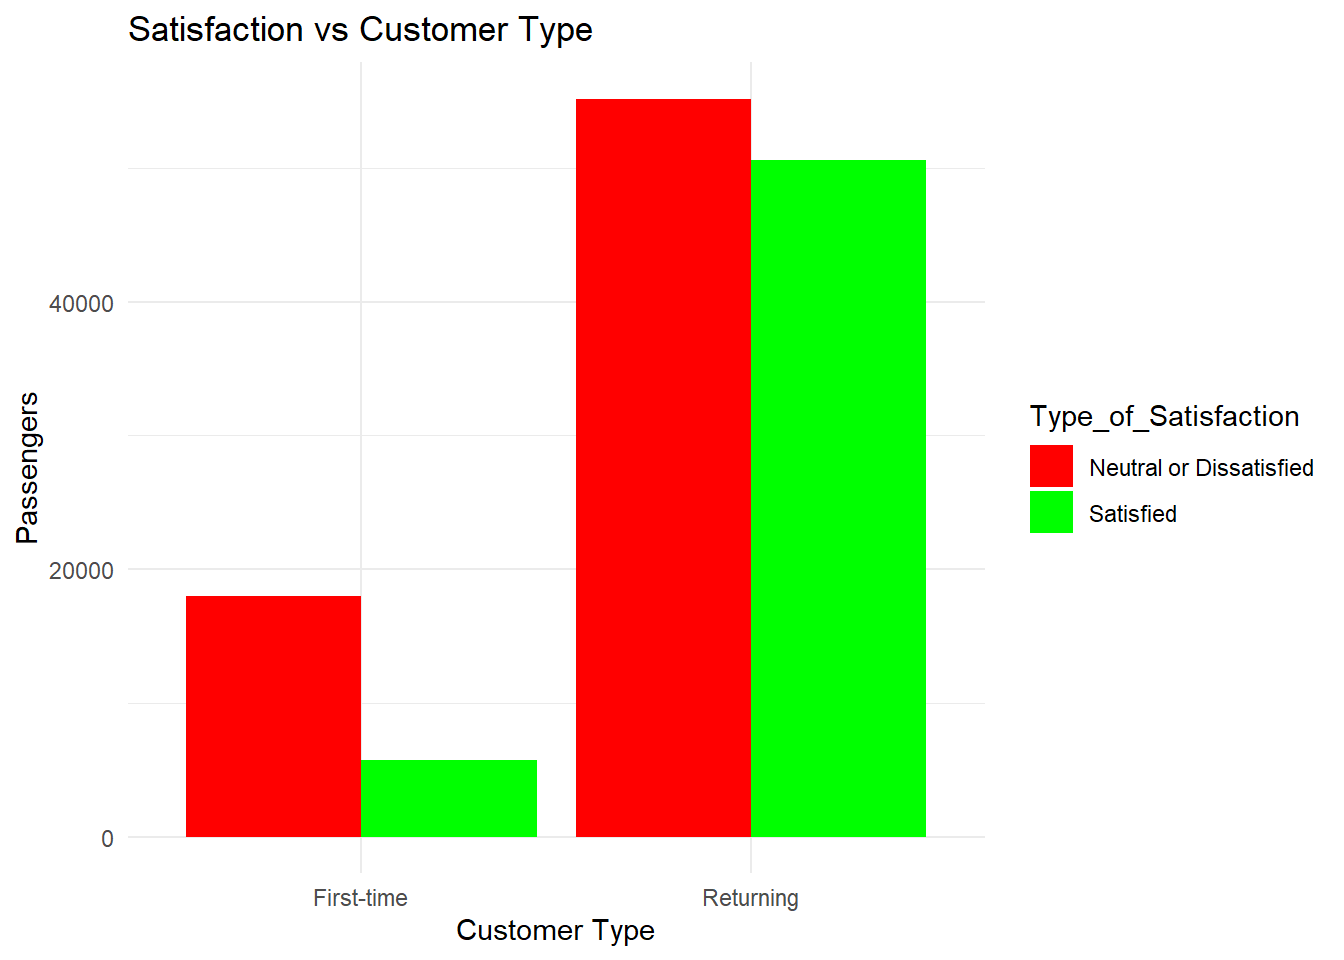 Satisfaction vs Customer Type
Passengers
40000
20000
0
First-time
Returning
Customer Type
Type_of_Satisfaction
Neutral or Dissatisfied
Satisfied